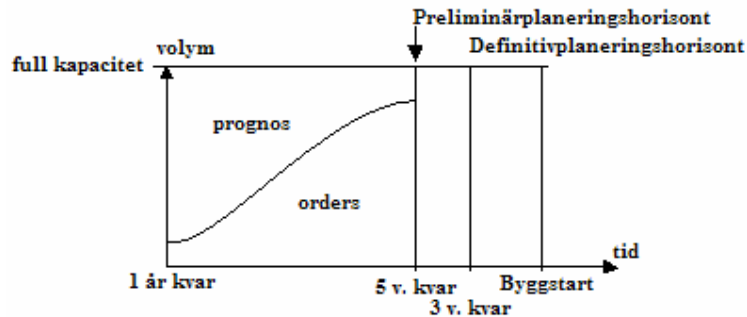 Preliminärplaneringshorisont
volym
Definitivplaneringshorisont
full kapacitet
prognos
orders
tid
1 år kvar
5 v. kvar
Byggstart
3 v. kvar